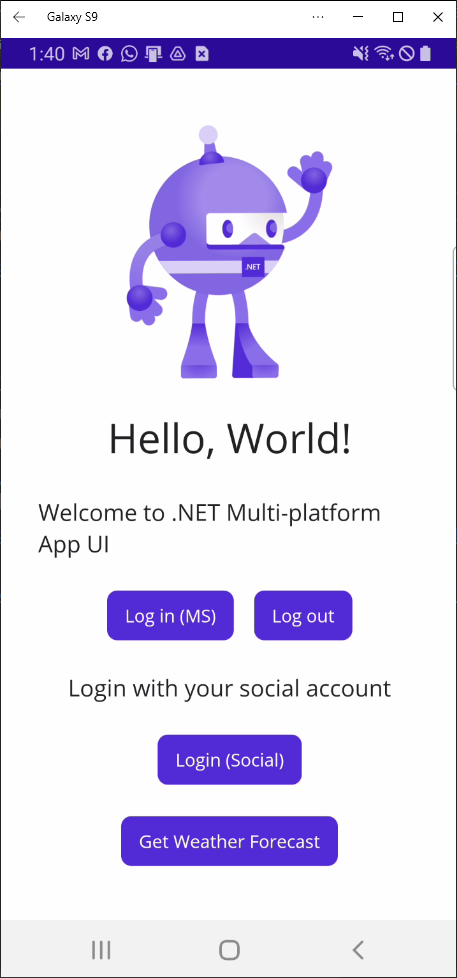 Galaxy S9
1:40
.NET
Hello, World!
Welcome to .NET Multi-platform
App UI
Log in (MS) Log out
Login with your social account
Login (Social)
Get Weather Forecast